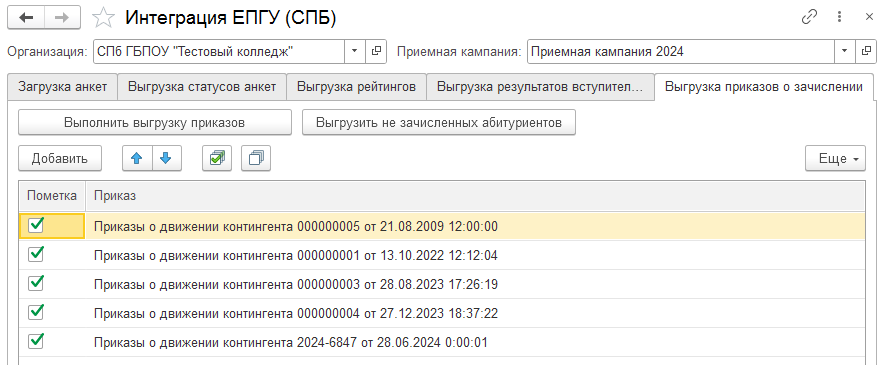 Интеграция ЕПГУ (СПБ)
Организация: СПб ГБПОУ "Тестовый колледж" Приемная кампания: Приемная кампания 2024
Загрузка анкет Выгрузка статусов анкет Выгрузка рейтингов Выгрузка результатов вступител... Выгрузка приказов о зачислении
Выполнить выгрузку приказов Выгрузить не зачисленных абитуриентов
Добавить Еще
Пометка Приказ
Приказы о движении контингента 000000005 от 21.08.2009 12:00:00
Приказы о движении контингента 000000001 от 13.10.2022 12:12:04
Приказы о движении контингента 000000003 от 28.08.2023 17:26:19
Приказы о движении контингента 000000004 от 27.12.2023 18:37:22
Приказы о движении контингента 2024-6847 от 28.06.2024 0:00:01